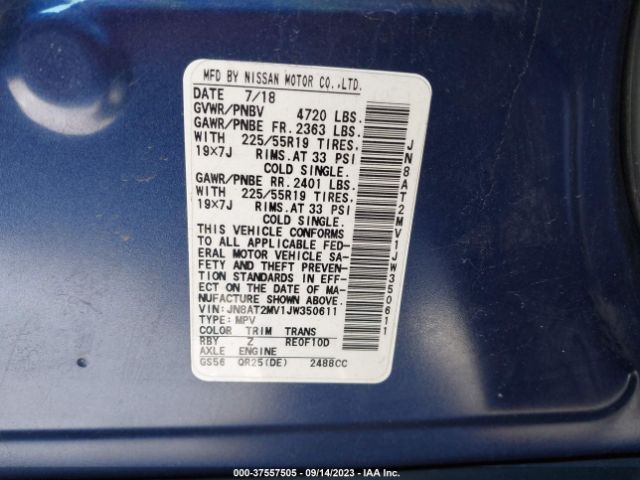 MFD BY NISSAN MOTOR CO.,LTD.
DATE 7/18
GVWR/PNBV 4720 LBS.
GAWR/PNBE FR. 2363 LBS.
WITH 225/55R19 TIRES.
19X7J RIMS.AT 33 PSI
COLD SINGLE.
GAWR/PNBE RR. 2401 LBS.
WITH 225/55R19 TIRES.
19X7J RIMS.AT 33 PSI
COLD SINGLE.
THIS VEHICLE CONFORMS
TO ALL APPLICABLE FED-
ERAL MOTOR VEHICLE SA-
FETY AND THEFT PREVEN-
TION STANDARDS IN EFF-
ECT ON THE DATE OF MA-
NUFACTURE SHOWN ABOVE.
VIN:JN8AT2MV1JW350611
TYPE:MPV
COLOR TRIM TRANS
RBY Z RE0F10D
AXLE ENGINE
GS56 QR25(DE) 2488CC
JN8AT2MV1JW350611
000-37557505 - 09/14/2023 - IAA Inc.